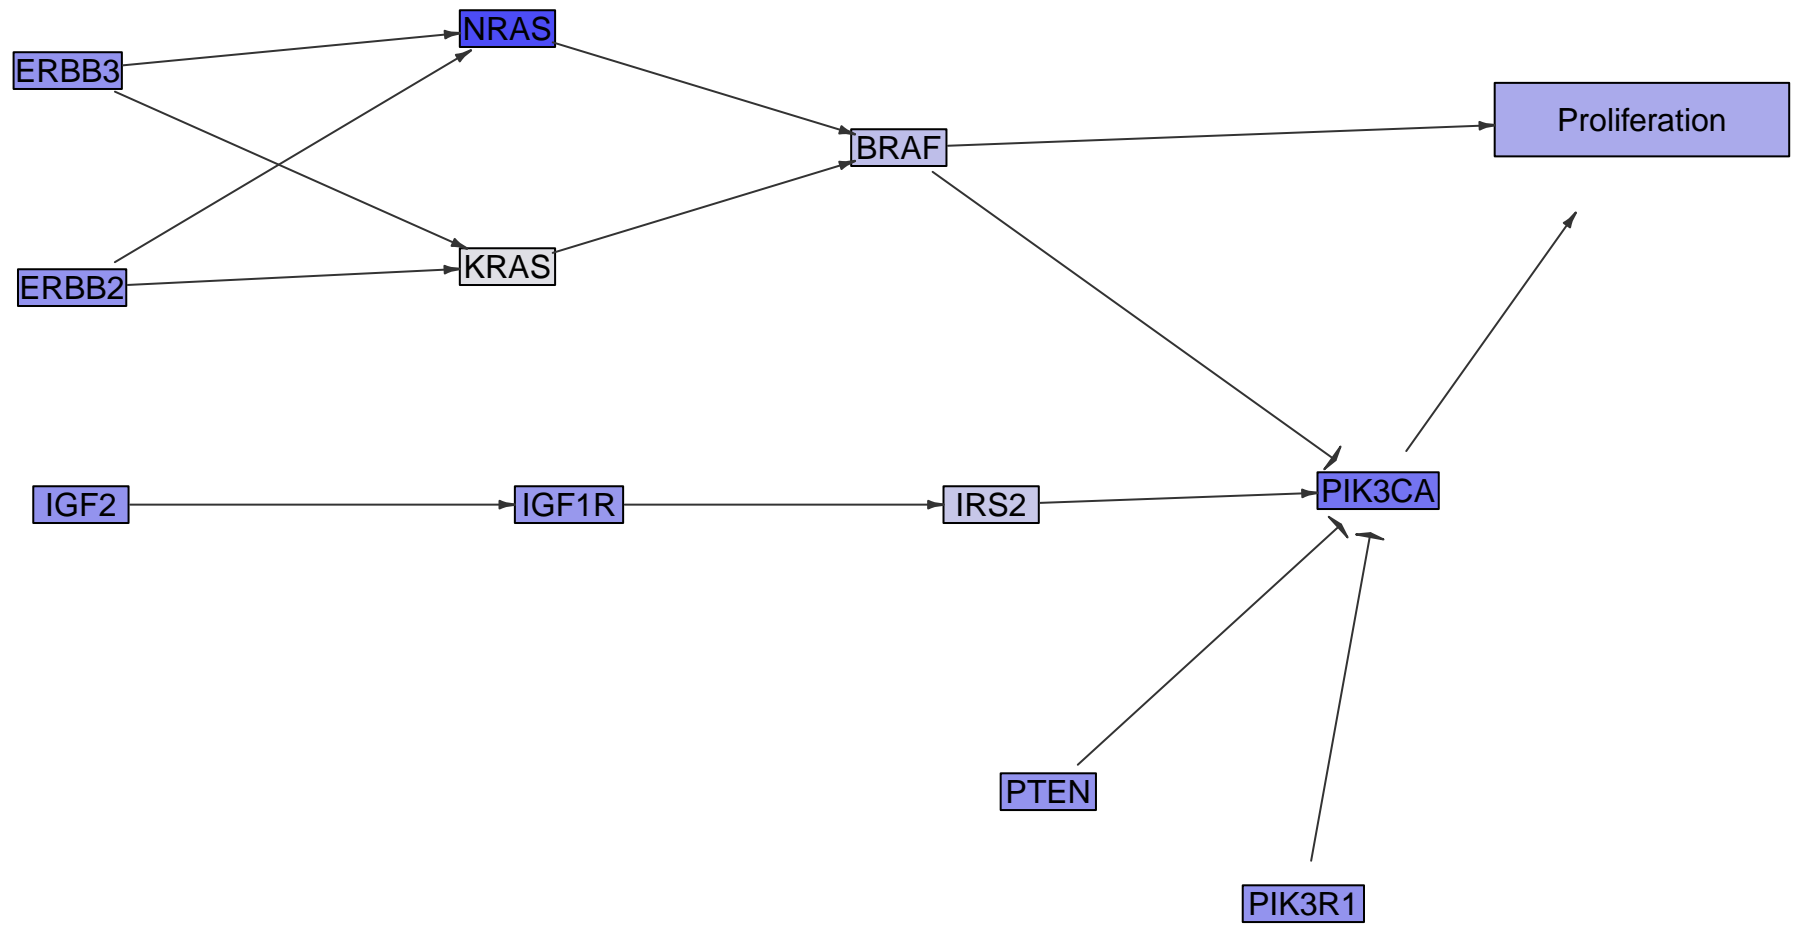 NRAS
ERBB3
Proliferation
BRAF
KRAS
ERBB2
IGF2
IGF1R
IRS2
PIK3CA
PTEN
PIK3R1